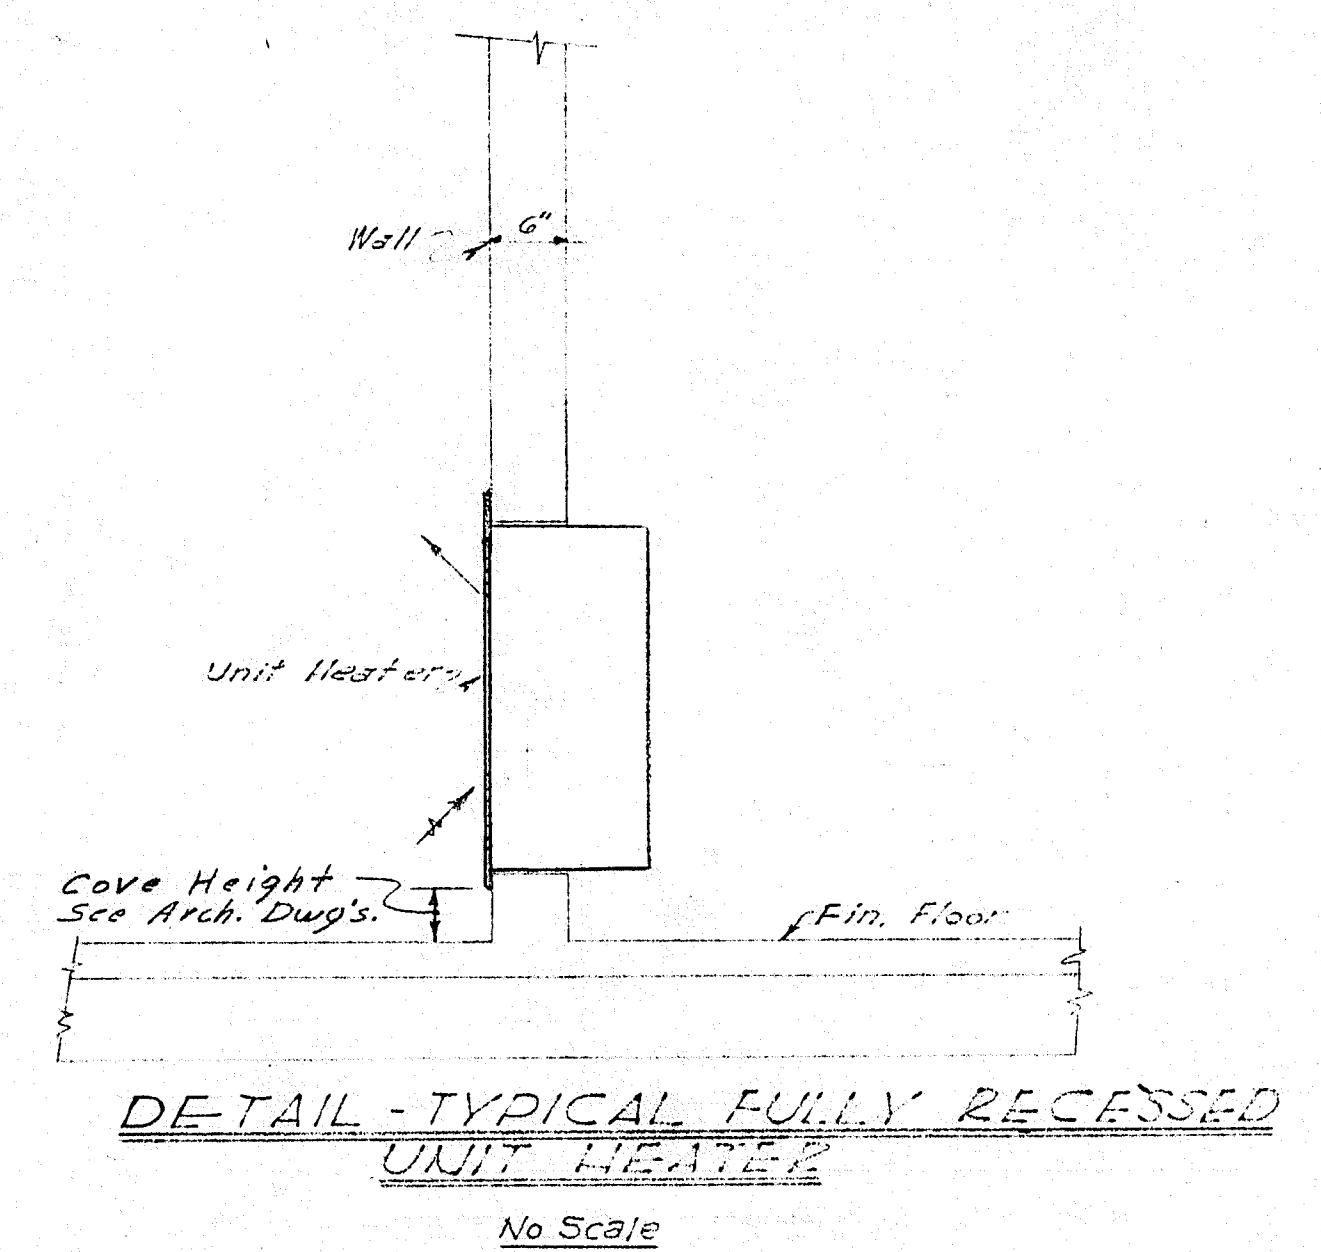 Wall
6"
Unit Heater
Cove Height
See Arch. Dwg's.
Fin. Floor
DETAIL - TYPICAL FULLY RECESSED
UNIT HEATER
No Scale